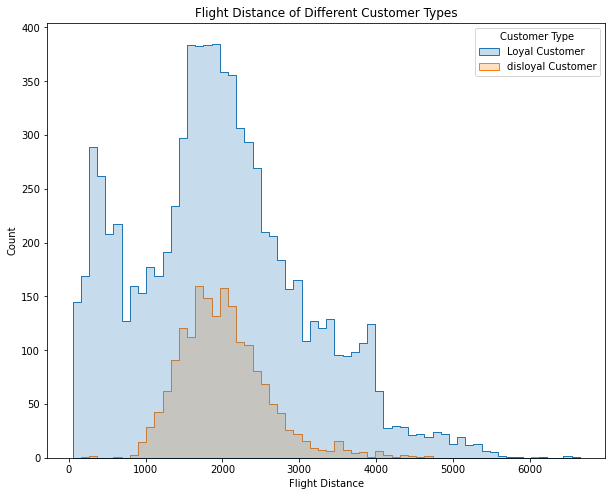 Flight Distance of Different Customer Types
Customer Type
Loyal Customer
disloyal Customer
Count
400
350
300
250
200
150
100
50
0
0 1000 2000 3000 4000 5000 6000
Flight Distance